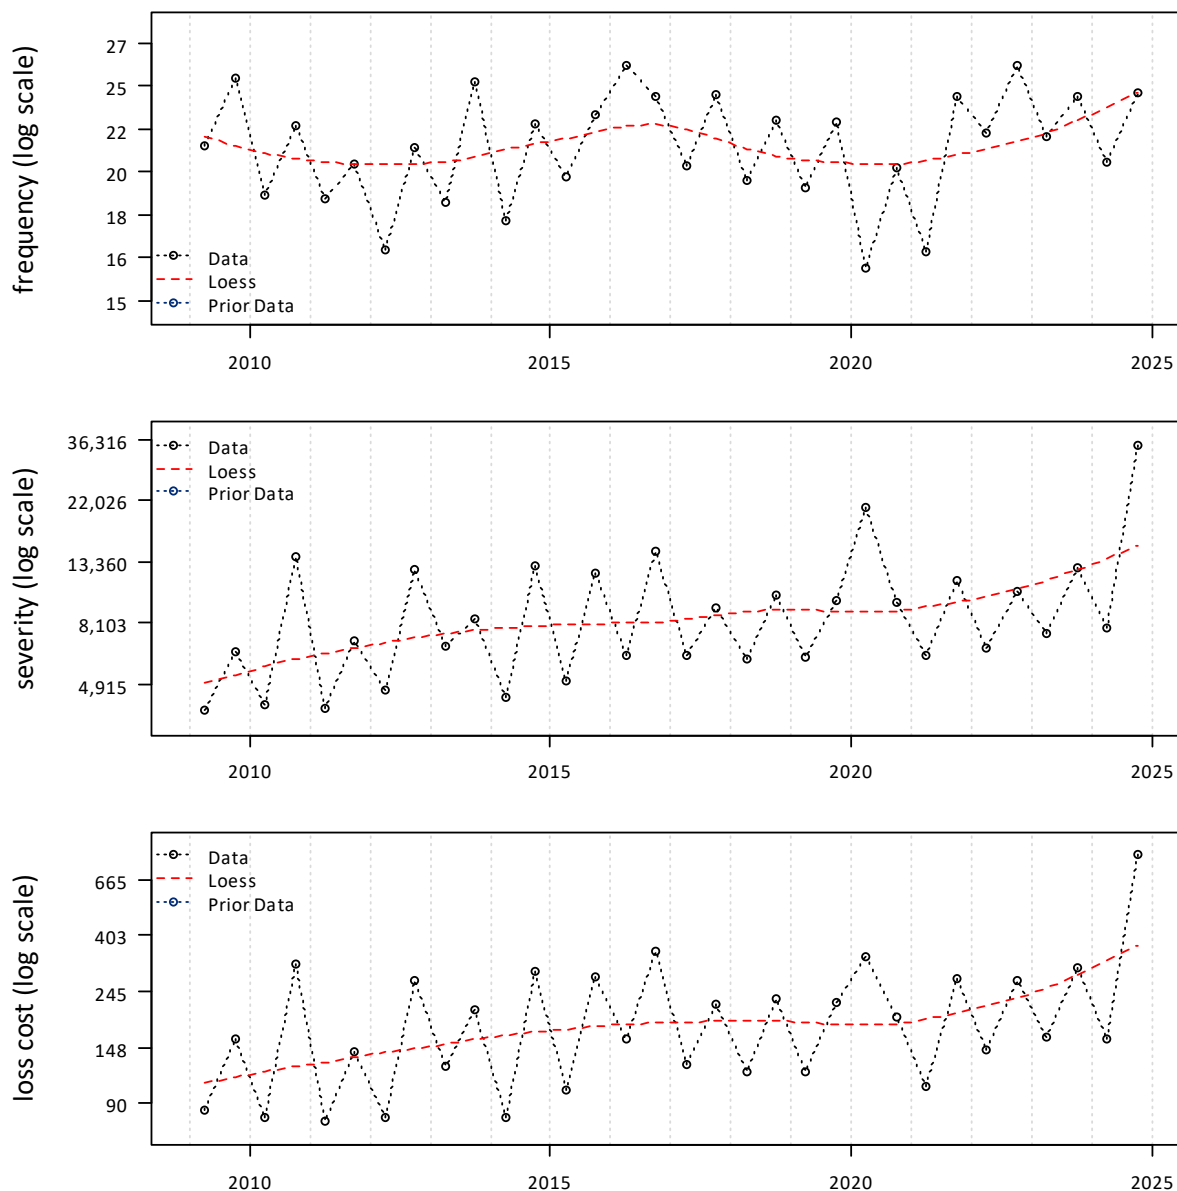 frequency (log scale)
27
25
22
20
18
16
15
Data
Loess
Prior Data
2010
2015
2020
2025
severity (log scale)
36,316
22,026
13,360
8,103
4,915
Data
Loess
Prior Data
2010
2015
2020
2025
loss cost (log scale)
665
403
245
148
90
Data
Loess
Prior Data
2010
2015
2020
2025